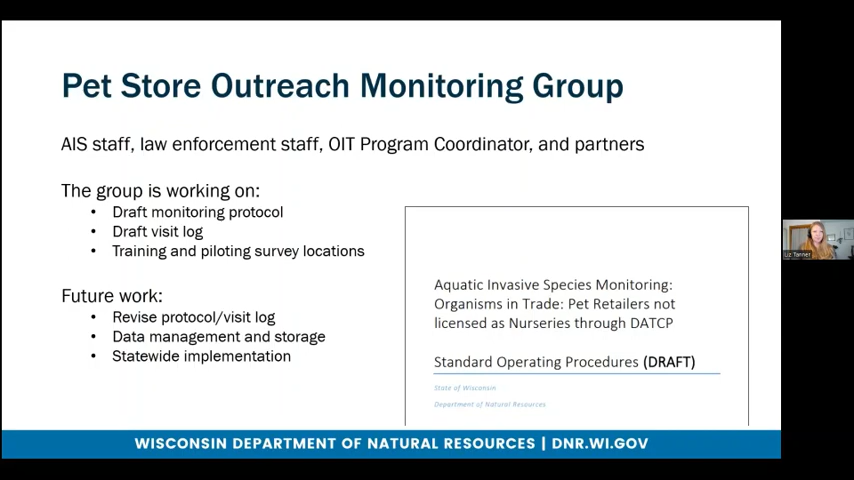 Pet Store Outreach Monitoring Group
AIS staff, law enforcement staff, OIT Program Coordinator, and partners
The group is working on:
• Draft monitoring protocol
• Draft visit log
• Training and piloting survey locations
Future work:
• Revise protocol/visit log
• Data management and storage
• Statewide implementation
Aquatic Invasive Species Monitoring:
Organisms in Trade: Pet Retailers not
licensed as Nurseries through DATCP
Standard Operating Procedures (DRAFT)
State of Wisconsin
Department of Natural Resources
WISCONSIN DEPARTMENT OF NATURAL RESOURCES | DNR.WI.GOV
Liz Tanner